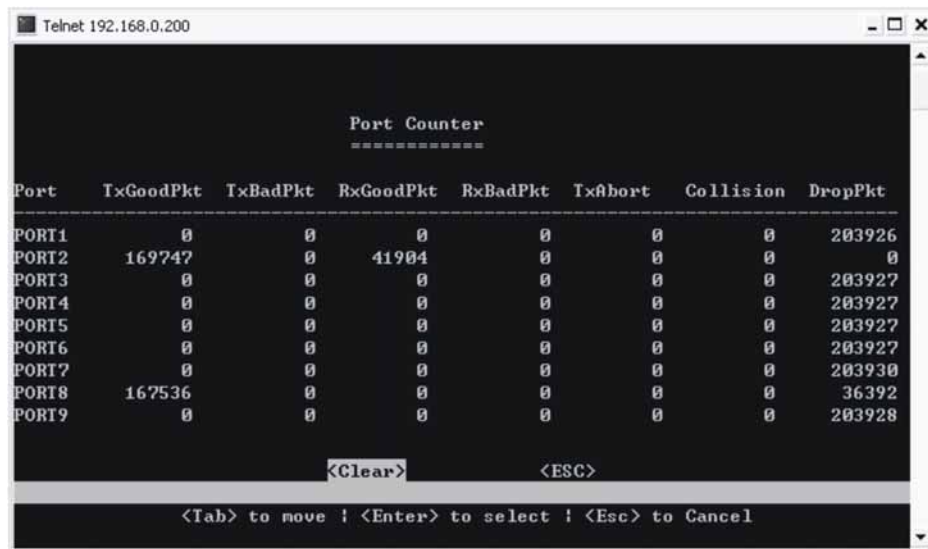 Telnet 192.168.0.200
Port Counter
============
Port TxGoodPkt TxBadPkt RxGoodPkt RxBadPkt TxAbort Collision DropPkt
PORT1 0 0 0 0 0 0 203926
PORT2 169747 0 41904 0 0 0 0
PORT3 0 0 0 0 0 0 203927
PORT4 0 0 0 0 0 0 203927
PORT5 0 0 0 0 0 0 203927
PORT6 0 0 0 0 0 0 203927
PORT7 0 0 0 0 0 0 203930
PORT8 167536 0 0 0 0 0 36392
PORT9 0 0 0 0 0 0 203928
<Clear> <ESC>
<Tab> to move ¦ <Enter> to select ¦ <Esc> to Cancel